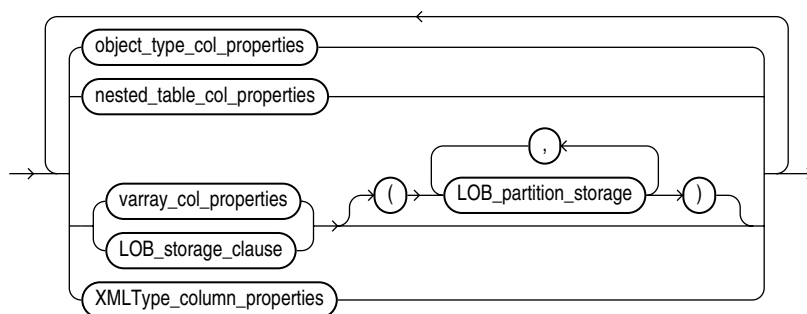 object_type_col_properties
nested_table_col_properties
,
varray_col_properties
( LOB_partition_storage )
LOB_storage_clause
XMLType_column_properties